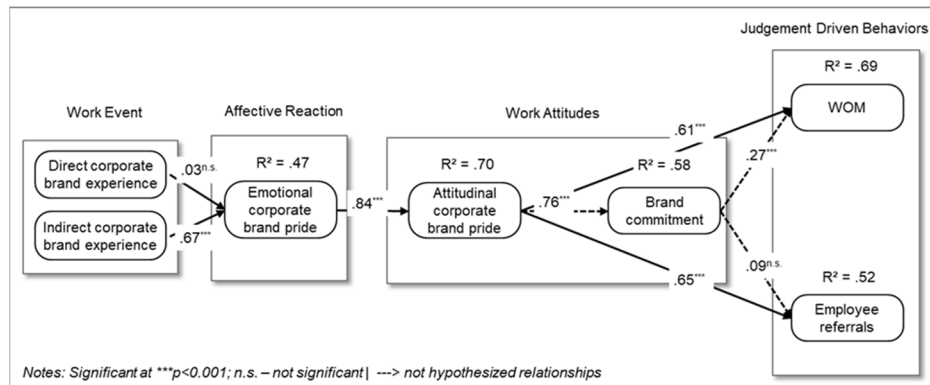 Judgement Driven Behaviors
R² = .69
Work Event
Affective Reaction
Work Attitudes
WOM
.61***
R² = .47
R² = .70
R² = .58
.27***
Direct corporate
brand experience
.03n.s.
Emotional
corporate
brand pride
.84***
Attitudinal
corporate
brand pride
.76***
Brand
commitment
Indirect corporate
brand experience
.67***
.09n.s.
R² = .52
.65***
Employee
referrals
Notes: Significant at ***p<0.001; n.s. – not significant| ---> not hypothesized relationships